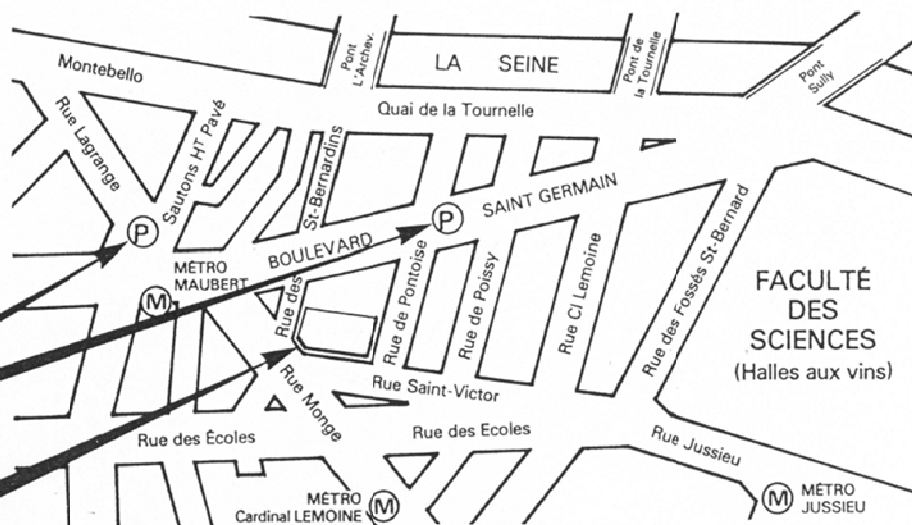 Montebello
Pont
L'Archev.
LA SEINE
Pont de
la Tournelle
Pont
Sully
Quai de la Tournelle
Rue Lagrange
Sautons HT Pavé
St-Bernardins
Rue des
P
P
BOULEVARD
SAINT GERMAIN
MÉTRO
MAUBERT
M
Rue de Pontoise
Rue de Poissy
Rue Cl Lemoine
Rue des Fossés St-Bernard
FACULTÉ
DES
SCIENCES
(Halles aux vins)
Rue Saint-Victor
Rue Monge
Rue des Écoles
Rue des Ecoles
Rue Jussieu
MÉTRO
Cardinal LEMOINE
M
M
MÉTRO
JUSSIEU